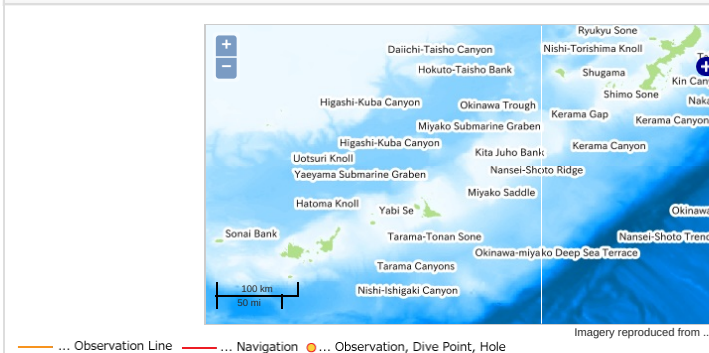 +
−
Ryukyu Sone
Daiichi-Taisho Canyon
Nishi-Torishima Knoll
Hokuto-Taisho Bank
Shugama
Kin Can
Shimo Sone
Naka
Higashi-Kuba Canyon
Okinawa Trough
Kerama Gap
Kerama Canyon
Miyako Submarine Graben
Higashi-Kuba Canyon
Kerama Canyon
Kita Juho Bank
Uotsuri Knoll
Nansei-Shoto Ridge
Yaeyama Submarine Graben
Miyako Saddle
Hatoma Knoll
Yabi Se
Okinawa
Sonai Bank
Tarama-Tonan Sone
Nansei-Shoto Trenc
Okinawa-miyako Deep Sea Terrace
Tarama Canyons
100 km
50 mi
Nishi-Ishigaki Canyon
Imagery reproduced from ..
... Observation Line ... Navigation ... Observation, Dive Point, Hole